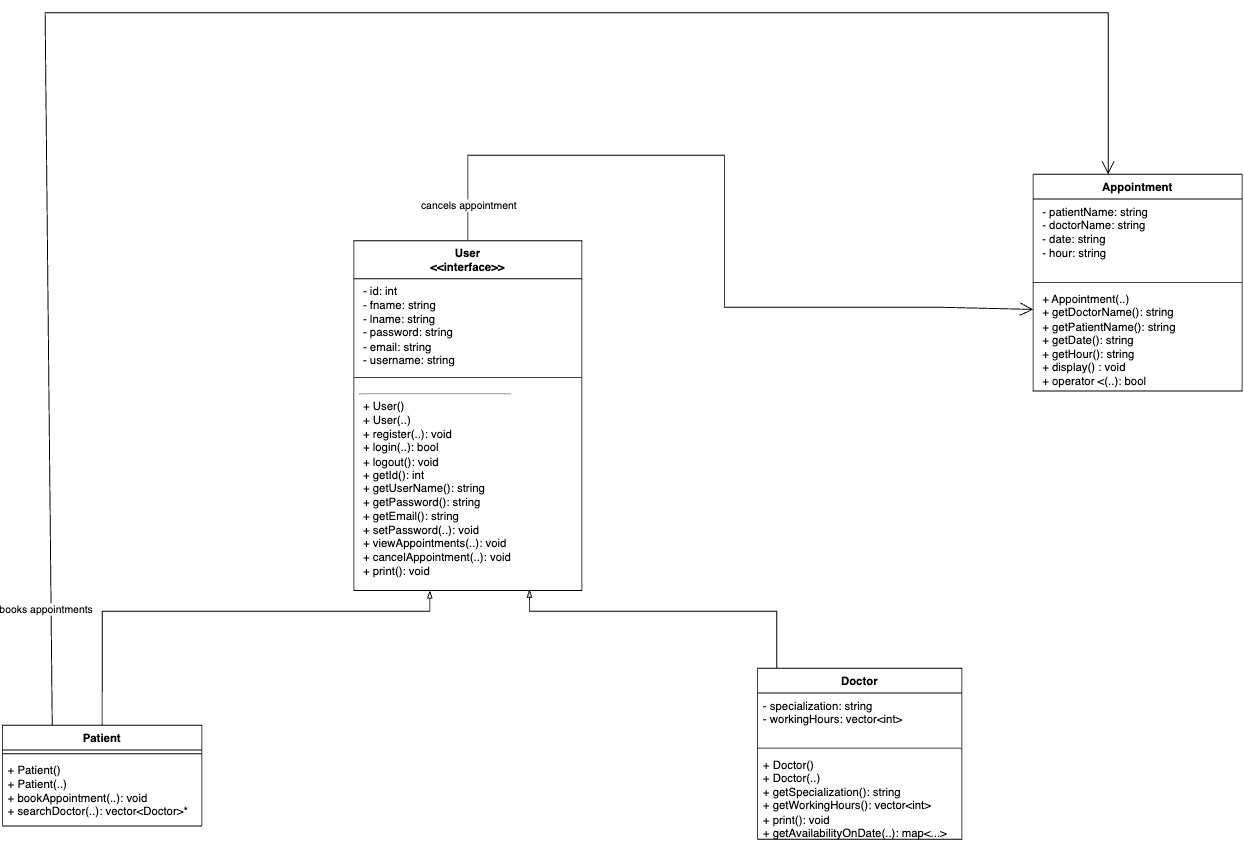 cancels appointment
Appointment
- patientName: string
- doctorName: string
- date: string
- hour: string
+ Appointment(..)
+ getDoctorName(): string
+ getPatientName(): string
+ getDate(): string
+ getHour(): string
+ display() : void
+ operator <(..): bool
User
<<interface>>
- id: int
- fname: string
- lname: string
- password: string
- email: string
- username: string
+ User()
+ User(..)
+ register(..): void
+ login(..): bool
+ logout(): void
+ getId(): int
+ getUserName(): string
+ getPassword(): string
+ getEmail(): string
+ setPassword(..): void
+ viewAppointments(..): void
+ cancelAppointment(..): void
+ print(): void
books appointments
Patient
+ Patient()
+ Patient(..)
+ bookAppointment(..): void
+ searchDoctor(..): vector<Doctor>*
Doctor
- specialization: string
- workingHours: vector<int>
+ Doctor()
+ Doctor(..)
+ getSpecialization(): string
+ getWorkingHours(): vector<int>
+ print(): void
+ getAvailabilityOnDate(..): map<...>